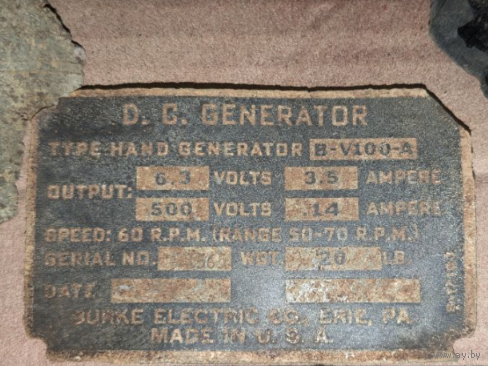 D. C. GENERATOR
TYPE-HAND GENERATOR B-V100-A
OUTPUT: 6.3 VOLTS 3.5 AMPERE
500 VOLTS .14 AMPERE
SPEED: 60 R.P.M. (RANGE 50-70 R.P.M.)
SERIAL NO. WGT. 20 LB.
DATE
BURKE ELECTRIC CO. ERIE, PA.
MADE IN U. S. A.